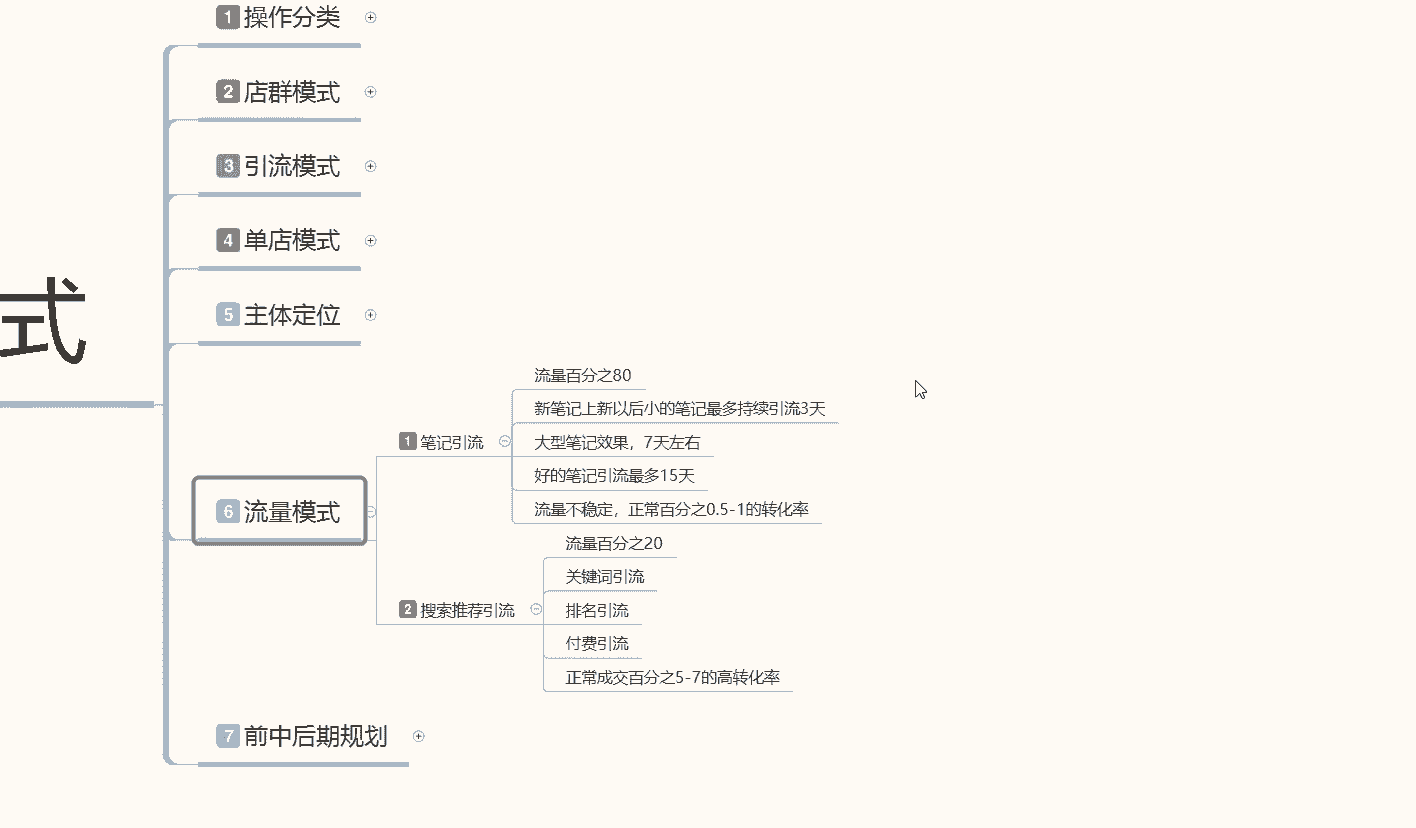 1 操作分类
2 店群模式
3 引流模式
4 单店模式
式
5 主体定位
6 流量模式
1 笔记引流
流量百分之80
新笔记上新以后小的笔记最多持续引流3天
大型笔记效果，7天左右
好的笔记引流最多15天
流量不稳定，正常百分之0.5-1的转化率
2 搜索推荐引流
流量百分之20
关键词引流
排名引流
付费引流
正常成交百分之5-7的高转化率
7 前中后期规划